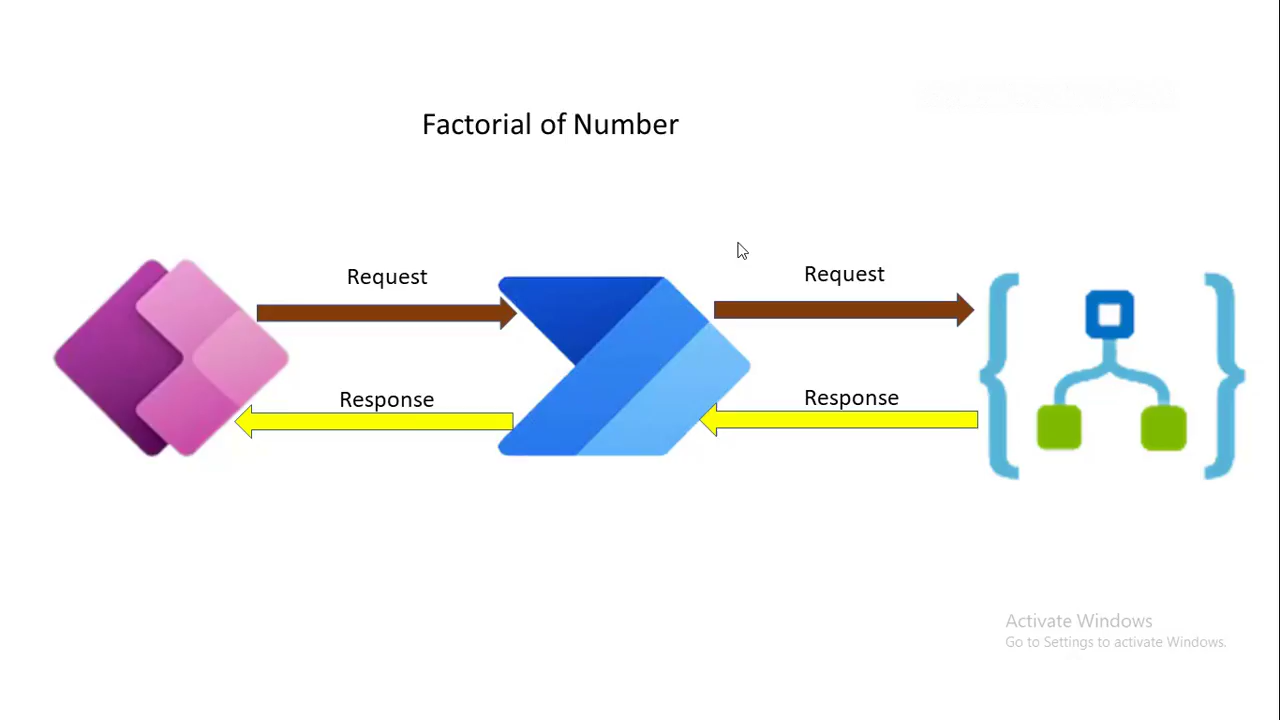 Factorial of Number
Request
Request
Response
Response
Activate Windows
Go to Settings to activate Windows.